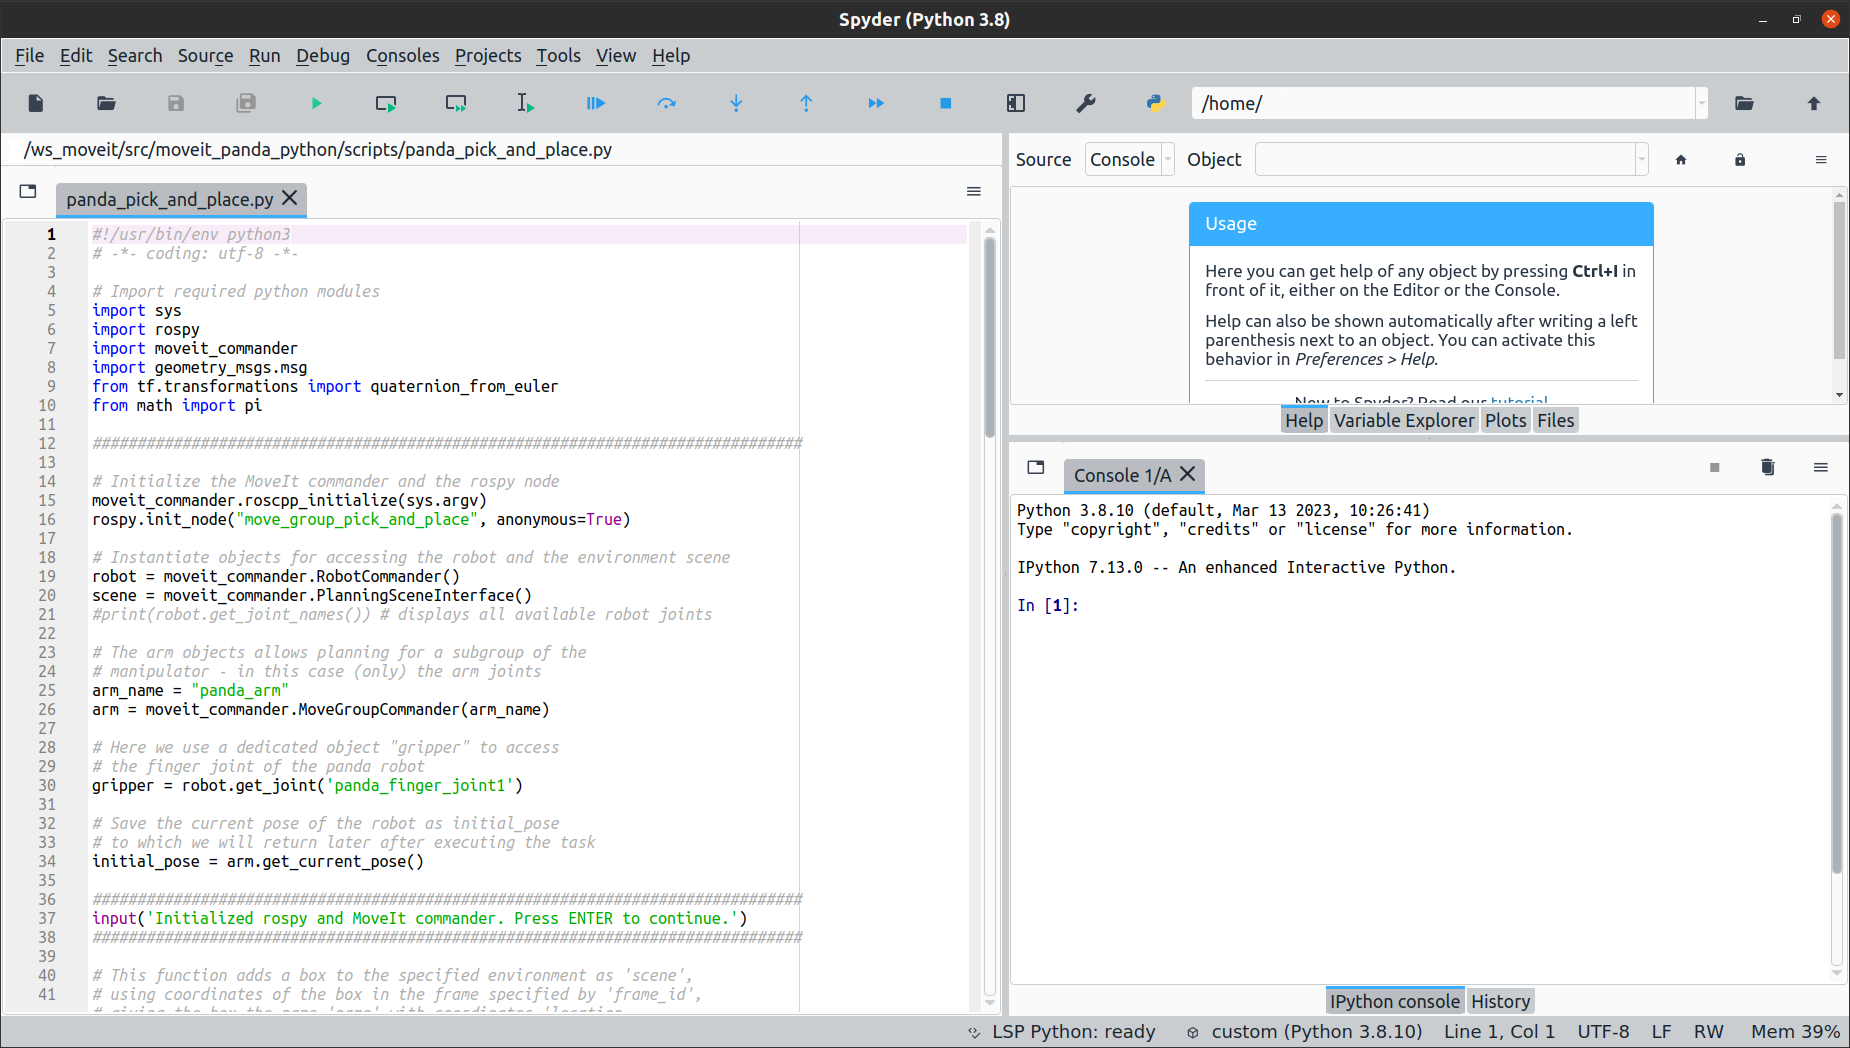 Spyder (Python 3.8)
File Edit Search Source Run Debug Consoles Projects Tools View Help
/home/
/ws_moveit/src/moveit_panda_python/scripts/panda_pick_and_place.py
panda_pick_and_place.py
1 #!/usr/bin/env python3
2 # -*- coding: utf-8 -*-
3
4 # Import required python modules
5 import sys
6 import rospy
7 import moveit_commander
8 import geometry_msgs.msg
9 from tf.transformations import quaternion_from_euler
10 from math import pi
11
12 ###############################################################################
13
14 # Initialize the MoveIt commander and the rospy node
15 moveit_commander.roscpp_initialize(sys.argv)
16 rospy.init_node("move_group_pick_and_place", anonymous=True)
17
18 # Instantiate objects for accessing the robot and the environment scene
19 robot = moveit_commander.RobotCommander()
20 scene = moveit_commander.PlanningSceneInterface()
21 #print(robot.get_joint_names()) # displays all available robot joints
22
23 # The arm objects allows planning for a subgroup of the
24 # manipulator - in this case (only) the arm joints
25 arm_name = "panda_arm"
26 arm = moveit_commander.MoveGroupCommander(arm_name)
27
28 # Here we use a dedicated object "gripper" to access
29 # the finger joint of the panda robot
30 gripper = robot.get_joint('panda_finger_joint1')
31
32 # Save the current pose of the robot as initial_pose
33 # to which we will return later after executing the task
34 initial_pose = arm.get_current_pose()
35
36 ###############################################################################
37 input('Initialized rospy and MoveIt commander. Press ENTER to continue.')
38 ###############################################################################
39
40 # This function adds a box to the specified environment as 'scene',
41 # using coordinates of the box in the frame specified by 'frame_id',
# giving the box the name 'name' with coordinates 'location
Source Console Object
Usage
Here you can get help of any object by pressing Ctrl+I in
front of it, either on the Editor or the Console.
Help can also be shown automatically after writing a left
parenthesis next to an object. You can activate this
behavior in Preferences > Help.
New to Spyder? Read our tutorial
Help Variable Explorer Plots Files
Console 1/A
Python 3.8.10 (default, Mar 13 2023, 10:26:41)
Type "copyright", "credits" or "license" for more information.
IPython 7.13.0 -- An enhanced Interactive Python.
In [1]:
IPython console History
LSP Python: ready custom (Python 3.8.10) Line 1, Col 1 UTF-8 LF RW Mem 39%